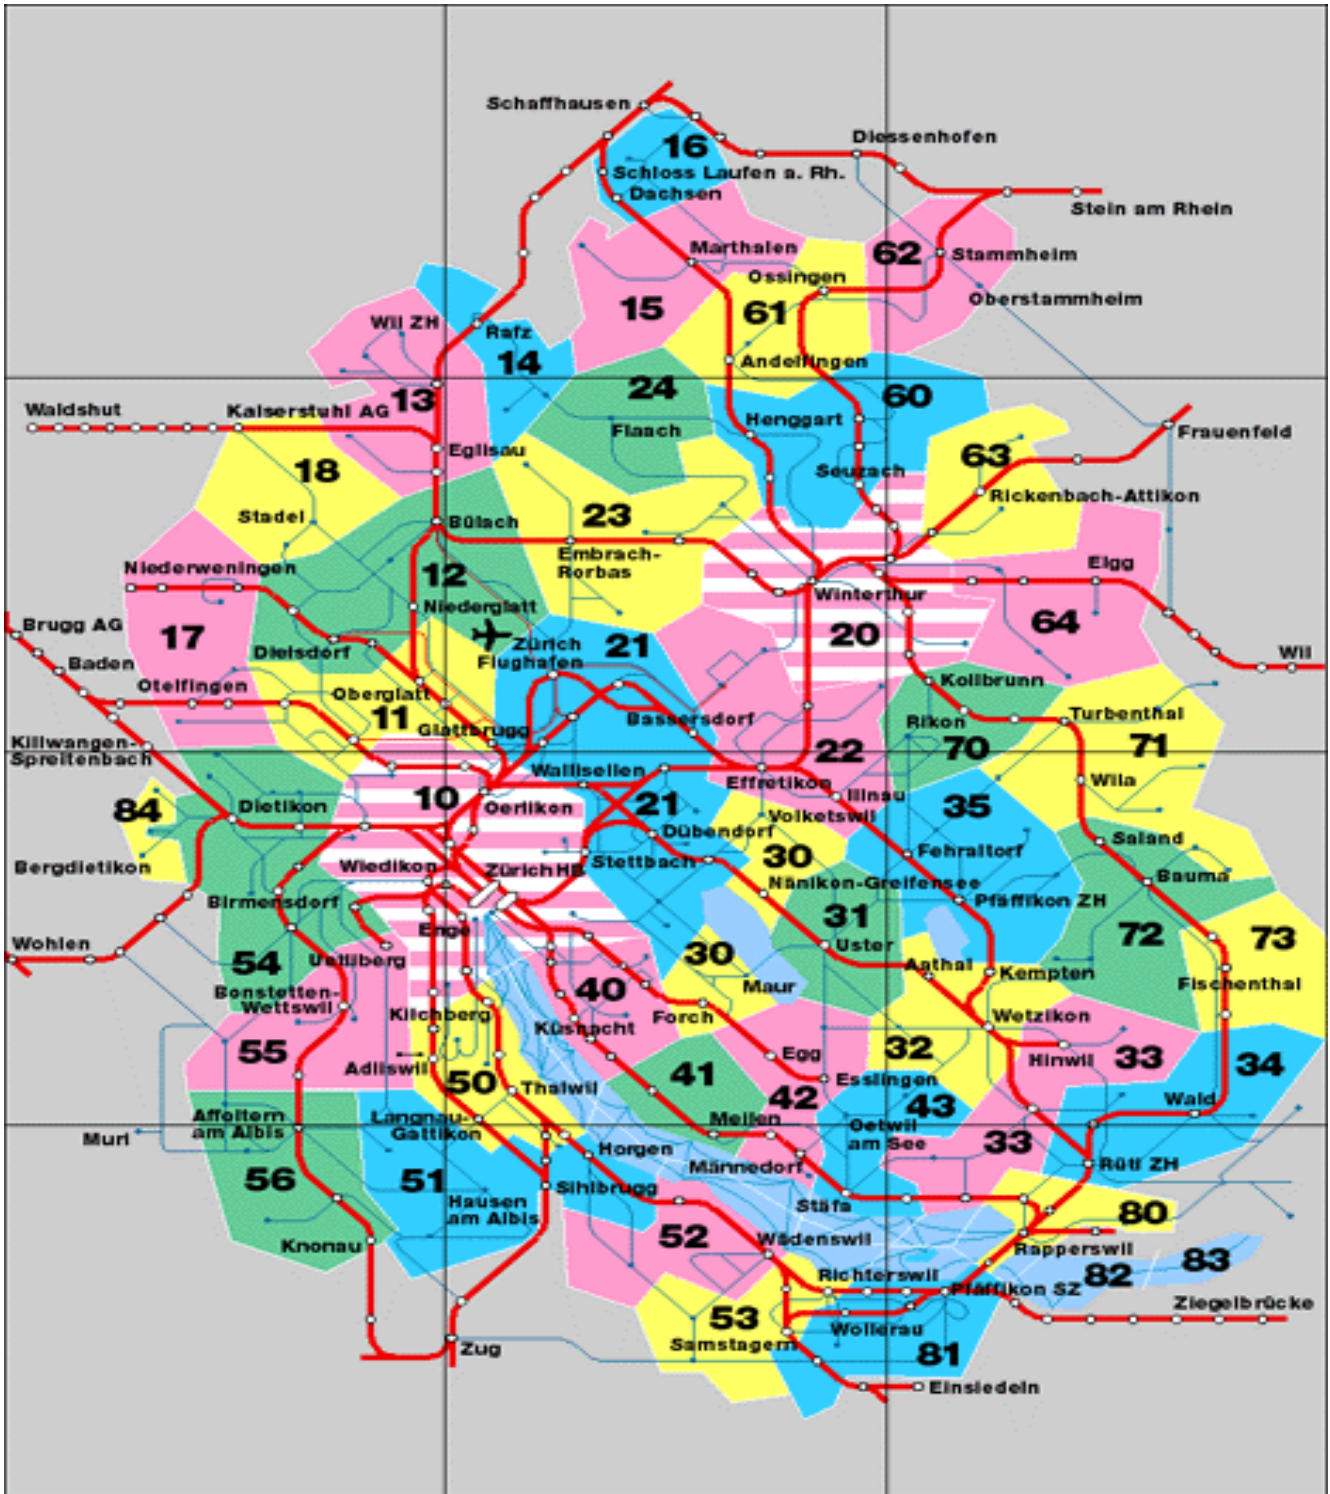 Schaffhausen
Diessenhofen
16
Schloss Laufen a. Rh.
Dachsen
Stein am Rhein
Marthalen
62
Stammheim
Ossingen
Oberstammheim
15
61
Wil ZH
Rafz
14
Andelfingen
24
60
13
Waldshut
Kaiserstuhl AG
Henggart
Flaach
Frauenfeld
Eglisau
63
18
Seuzach
Rickenbach-Attikon
Stadel
23
Bülach
Embrach-
Rorbas
Elgg
Niederweningen
12
Winterthur
Niederglatt
64
Brugg AG
17
20
Zürich
Flughafen
21
Dielsdorf
Wil
Baden
Kollbrunn
Otelfingen
Oberglatt
11
Bassersdorf
Rikon
Turbenthal
Glattbrugg
Killwangen-
Spreitenbach
22
70
71
Wallisellen
Effretikon
Wila
10
Illnau
84
Dietikon
Oerlikon
21
35
Volketswil
Dübendorf
Saland
30
Fehraltorf
Bergdietikon
Wiedikon
Zürich HB
Stettbach
Bauma
Nänikon-Greifensee
Birmensdorf
Pfäffikon ZH
31
Enge
72
73
Wohlen
Uster
30
54
Uetliberg
Aathal
Kempten
Maur
Fischenthal
Bonstetten-
Wettswil
40
Kilchberg
Küsnacht
Forch
Wetzikon
55
Egg
32
Hinwil
33
34
Adliswil
50
41
Esslingen
Thalwil
42
43
Wald
Affoltern
am Albis
Langnau-
Gattikon
Meilen
Oetwil
am See
Muri
33
Horgen
Männedorf
Rüti ZH
56
51
Hausen
am Albis
Sihlbrugg
Stäfa
80
Knonau
52
Wädenswil
Rapperswil
83
82
Richterswil
Pfäffikon SZ
Ziegelbrücke
53
Wollerau
Samstagern
Zug
81
Einsiedeln